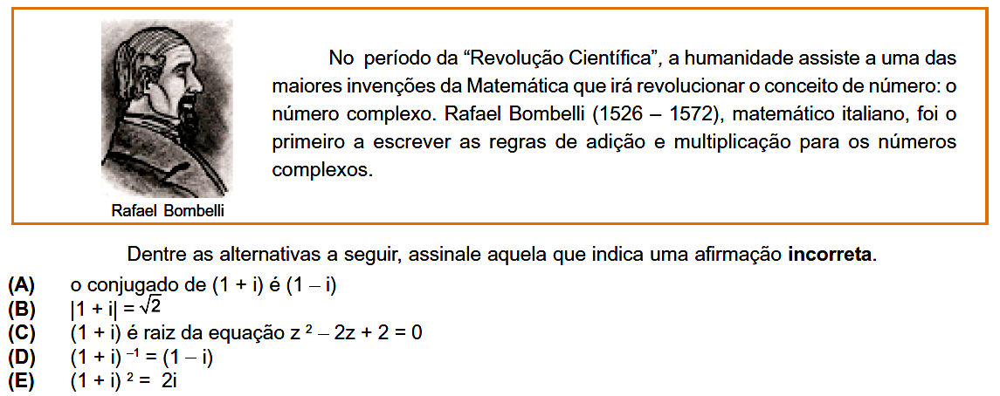 No período da “Revolução Científica”, a humanidade assiste a uma das
maiores invenções da Matemática que irá revolucionar o conceito de número: o
número complexo. Rafael Bombelli (1526 – 1572), matemático italiano, foi o
primeiro a escrever as regras de adição e multiplicação para os números
complexos.
Rafael Bombelli
Dentre as alternativas a seguir, assinale aquela que indica uma afirmação incorreta.
(A) o conjugado de (1 + i) é (1 – i)
(B) |1 + i| = √2
(C) (1 + i) é raiz da equação z ² – 2z + 2 = 0
(D) (1 + i) ⁻¹ = (1 – i)
(E) (1 + i) ² = 2i